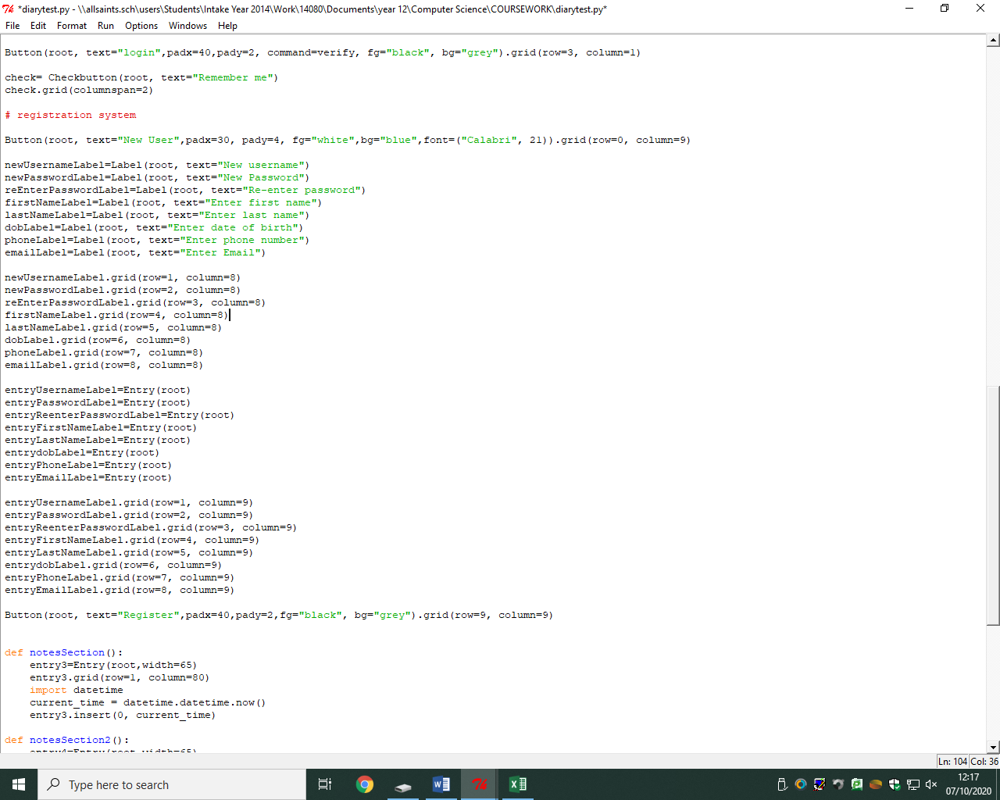 *diarytest.py - \\allsaints.sch\users\Students\Intake Year 2014\Work\14080\Documents\year 12\Computer Science\COURSEWORK\diarytest.py*
File Edit Format Run Options Windows Help
Button(root, text="login",padx=40,pady=2, command=verify, fg="black", bg="grey").grid(row=3, column=1)
check= Checkbutton(root, text="Remember me")
check.grid(columnspan=2)
# registration system
Button(root, text="New User",padx=30, pady=4, fg="white",bg="blue",font=("Calabri", 21)).grid(row=0, column=9)
newUsernameLabel=Label(root, text="New username")
newPasswordLabel=Label(root, text="New Password")
reEnterPasswordLabel=Label(root, text="Re-enter password")
firstNameLabel=Label(root, text="Enter first name")
lastNameLabel=Label(root, text="Enter last name")
dobLabel=Label(root, text="Enter date of birth")
phoneLabel=Label(root, text="Enter phone number")
emailLabel=Label(root, text="Enter Email")
newUsernameLabel.grid(row=1, column=8)
newPasswordLabel.grid(row=2, column=8)
reEnterPasswordLabel.grid(row=3, column=8)
firstNameLabel.grid(row=4, column=8)
lastNameLabel.grid(row=5, column=8)
dobLabel.grid(row=6, column=8)
phoneLabel.grid(row=7, column=8)
emailLabel.grid(row=8, column=8)
entryUsernameLabel=Entry(root)
entryPasswordLabel=Entry(root)
entryReenterPasswordLabel=Entry(root)
entryFirstNameLabel=Entry(root)
entryLastNameLabel=Entry(root)
entrydobLabel=Entry(root)
entryPhoneLabel=Entry(root)
entryEmailLabel=Entry(root)
entryUsernameLabel.grid(row=1, column=9)
entryPasswordLabel.grid(row=2, column=9)
entryReenterPasswordLabel.grid(row=3, column=9)
entryFirstNameLabel.grid(row=4, column=9)
entryLastNameLabel.grid(row=5, column=9)
entrydobLabel.grid(row=6, column=9)
entryPhoneLabel.grid(row=7, column=9)
entryEmailLabel.grid(row=8, column=9)
Button(root, text="Register",padx=40,pady=2,fg="black", bg="grey").grid(row=9, column=9)
def notesSection():
    entry3=Entry(root,width=65)
    entry3.grid(row=1, column=80)
    import datetime
    current_time = datetime.datetime.now()
    entry3.insert(0, current_time)
def notesSection2():
    entry4=Entry(root,width=65)
Ln: 104 Col: 36
Type here to search
12:17
07/10/2020